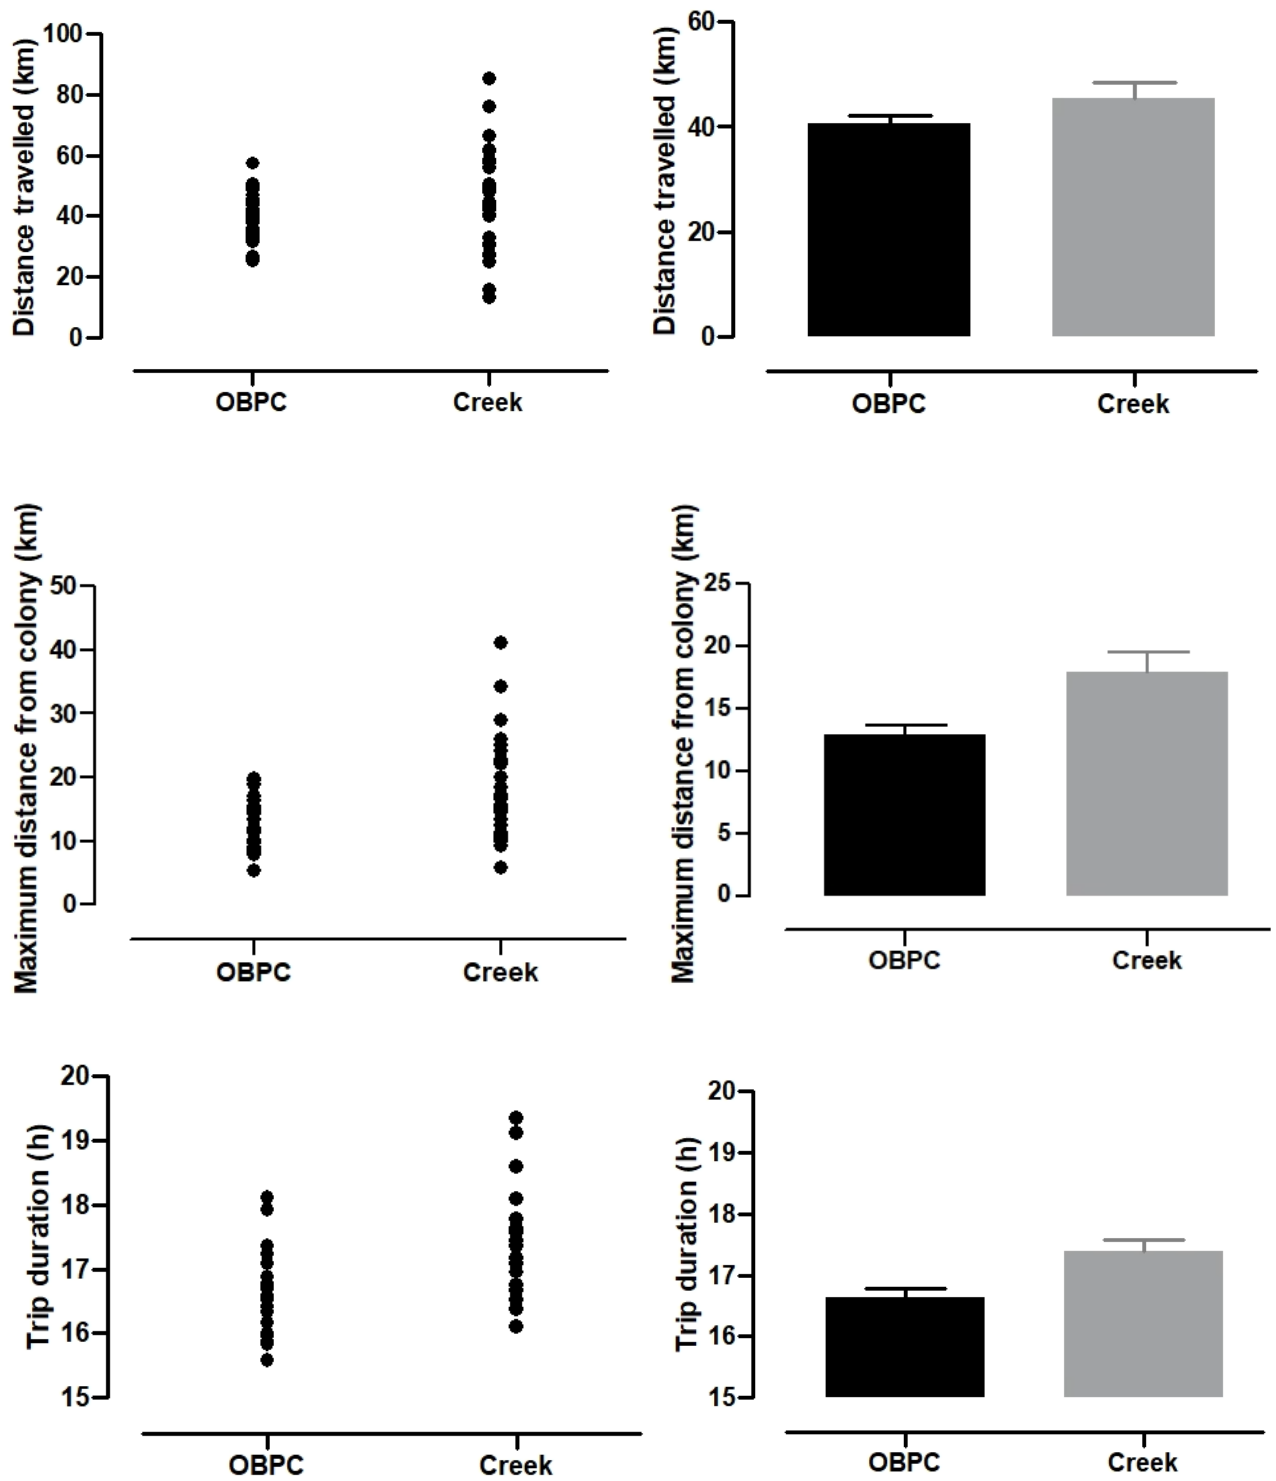 Distance travelled (km)
100
80
60
40
20
0
OBPC Creek
Distance travelled (km)
60
40
20
0
OBPC Creek
Maximum distance from colony (km)
50
40
30
20
10
0
OBPC Creek
Maximum distance from colony (km)
25
20
15
10
5
0
OBPC Creek
Trip duration (h)
20
19
18
17
16
15
OBPC Creek
Trip duration (h)
20
19
18
17
16
15
OBPC Creek